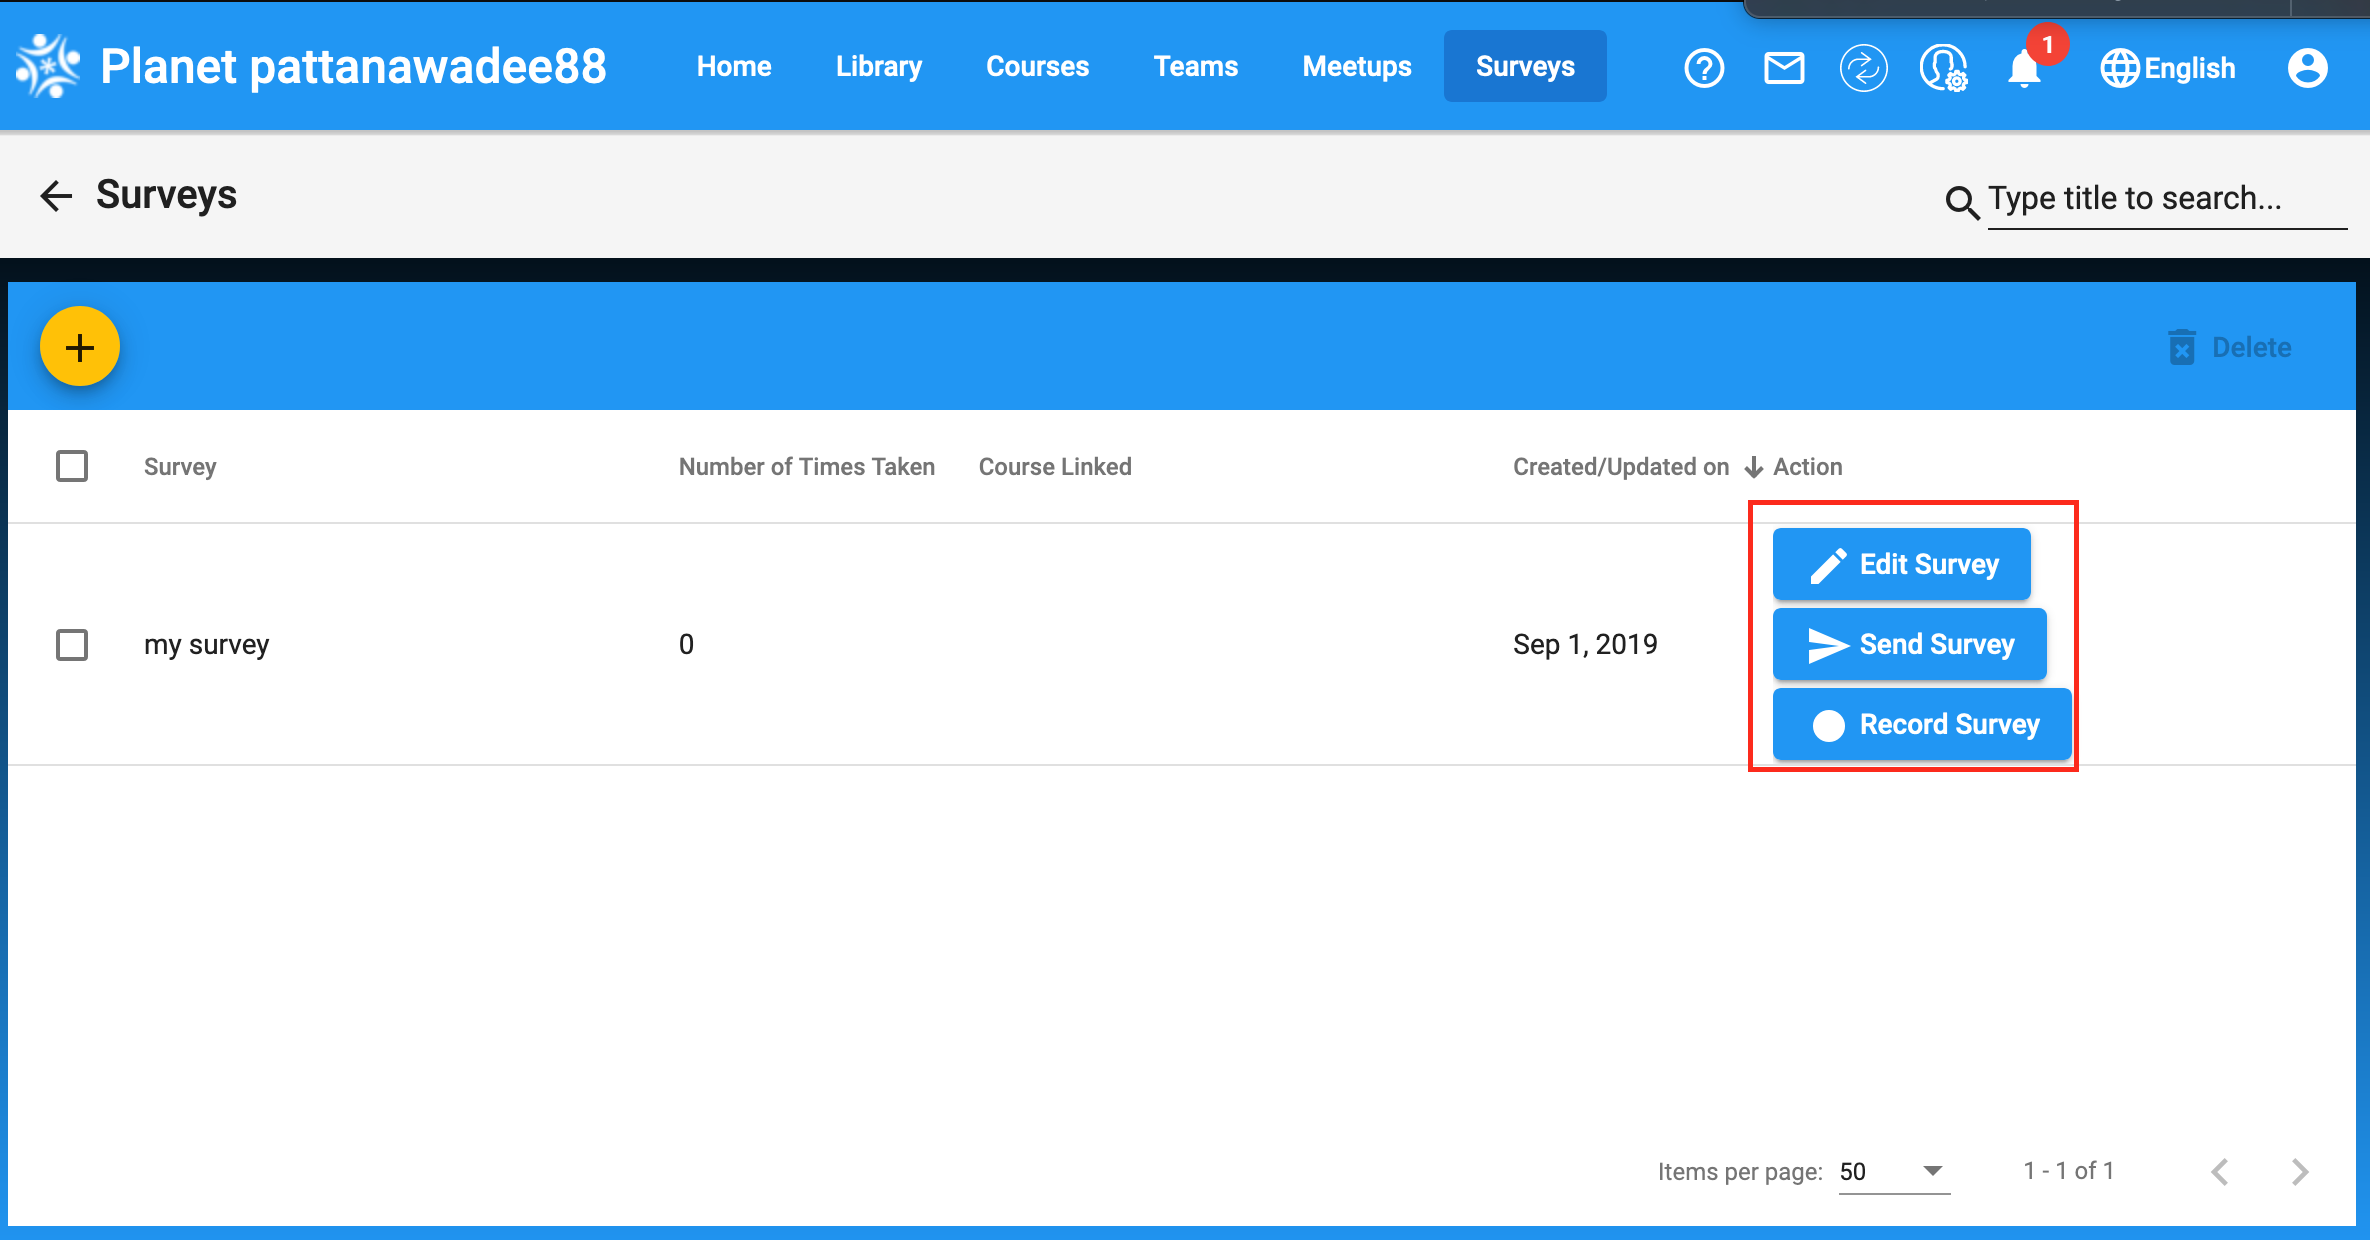 Planet pattanawadee88 Home Library Courses Teams Meetups Surveys 1 English
Surveys Type title to search...
Delete
Survey Number of Times Taken Course Linked Created/Updated on Action
Edit Survey
my survey 0 Sep 1, 2019 Send Survey
Record Survey
Items per page: 50 1 - 1 of 1